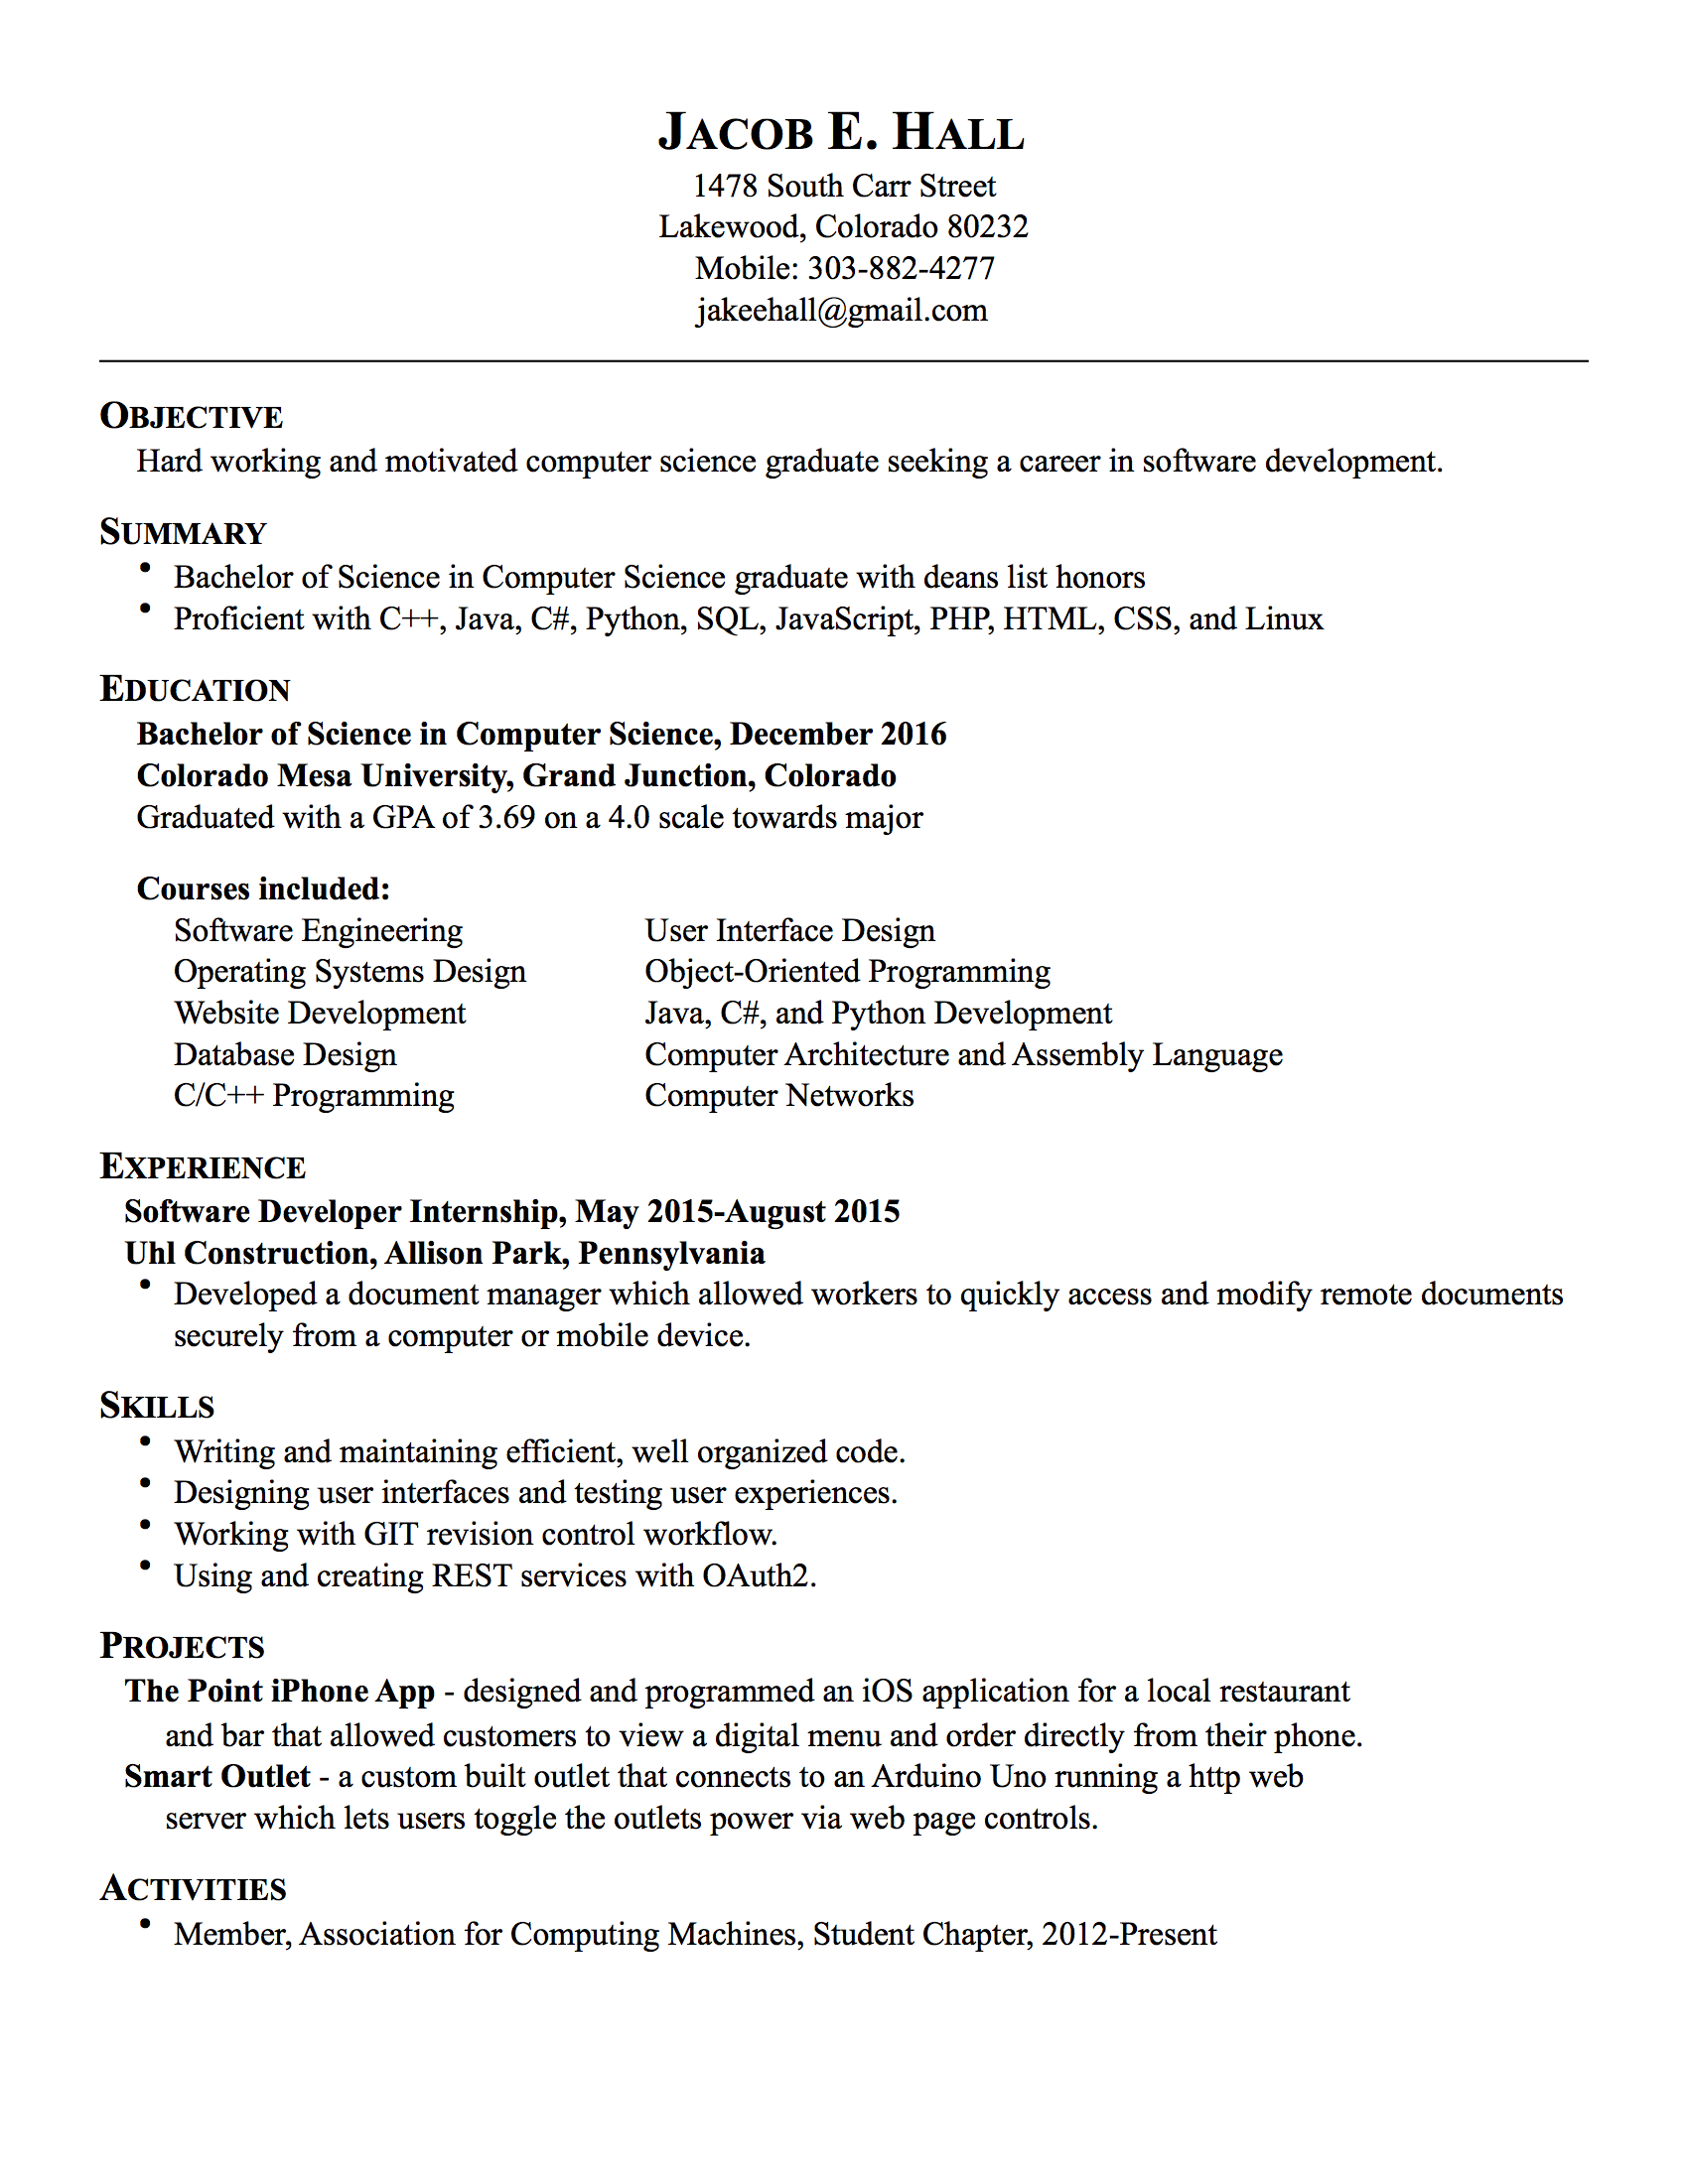 JACOB E. HALL
1478 South Carr Street
Lakewood, Colorado 80232
Mobile: 303-882-4277
jakeehall@gmail.com
OBJECTIVE
Hard working and motivated computer science graduate seeking a career in software development.
SUMMARY
• Bachelor of Science in Computer Science graduate with deans list honors
• Proficient with C++, Java, C#, Python, SQL, JavaScript, PHP, HTML, CSS, and Linux
EDUCATION
Bachelor of Science in Computer Science, December 2016
Colorado Mesa University, Grand Junction, Colorado
Graduated with a GPA of 3.69 on a 4.0 scale towards major
Courses included:
Software Engineering User Interface Design
Operating Systems Design Object-Oriented Programming
Website Development Java, C#, and Python Development
Database Design Computer Architecture and Assembly Language
C/C++ Programming Computer Networks
EXPERIENCE
Software Developer Internship, May 2015-August 2015
Uhl Construction, Allison Park, Pennsylvania
• Developed a document manager which allowed workers to quickly access and modify remote documents
securely from a computer or mobile device.
SKILLS
• Writing and maintaining efficient, well organized code.
• Designing user interfaces and testing user experiences.
• Working with GIT revision control workflow.
• Using and creating REST services with OAuth2.
PROJECTS
The Point iPhone App - designed and programmed an iOS application for a local restaurant
and bar that allowed customers to view a digital menu and order directly from their phone.
Smart Outlet - a custom built outlet that connects to an Arduino Uno running a http web
server which lets users toggle the outlets power via web page controls.
ACTIVITIES
• Member, Association for Computing Machines, Student Chapter, 2012-Present